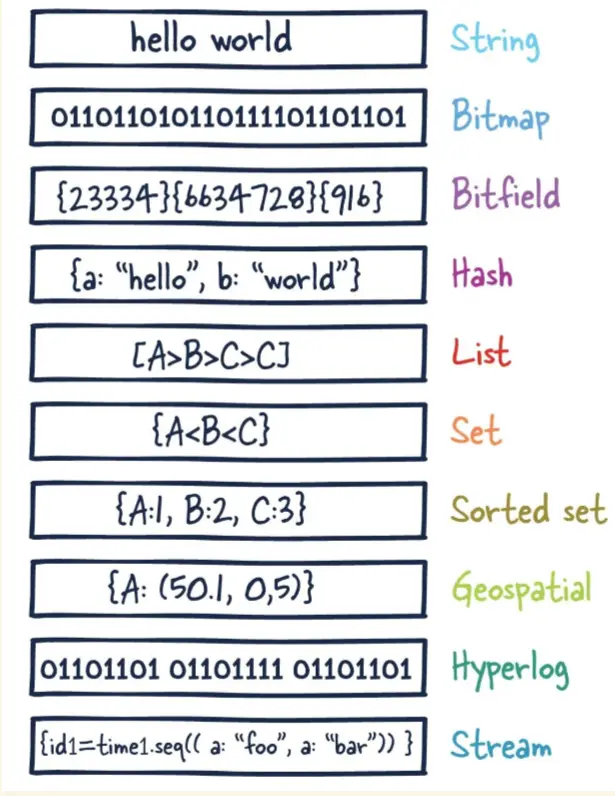 hello world String
011011010110111101101101 Bitmap
{23334}{6634728}{916} Bitfield
{a: “hello”, b: “world”} Hash
[A>B>C>C] List
{A<B<C} Set
{A:1, B:2, C:3} Sorted set
{A: (50.1, 0,5)} Geospatial
01101101 01101111 01101101 Hyperlog
{id1=time1.seq(( a: “foo”, a: “bar”)) } Stream